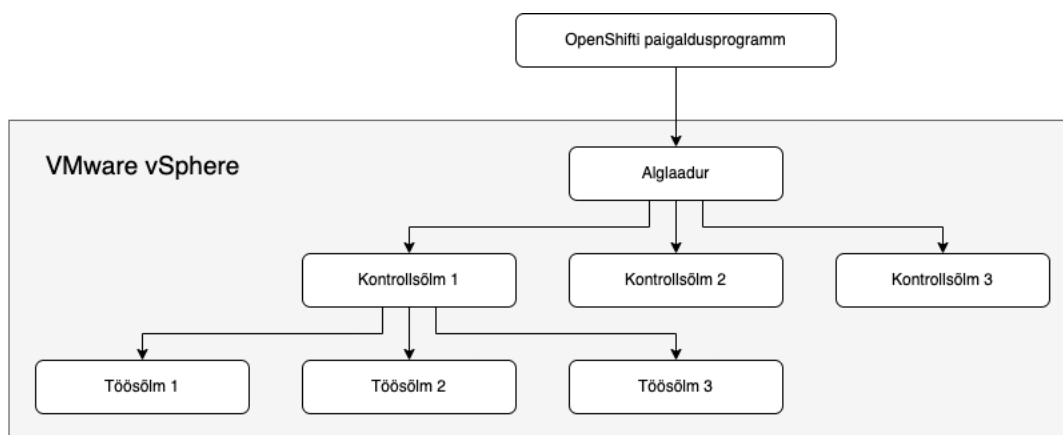 OpenShifti paigaldusprogramm
VMware vSphere
Alglaadur
Kontrollsõlm 1
Kontrollsõlm 2
Kontrollsõlm 3
Töösõlm 1
Töösõlm 2
Töösõlm 3